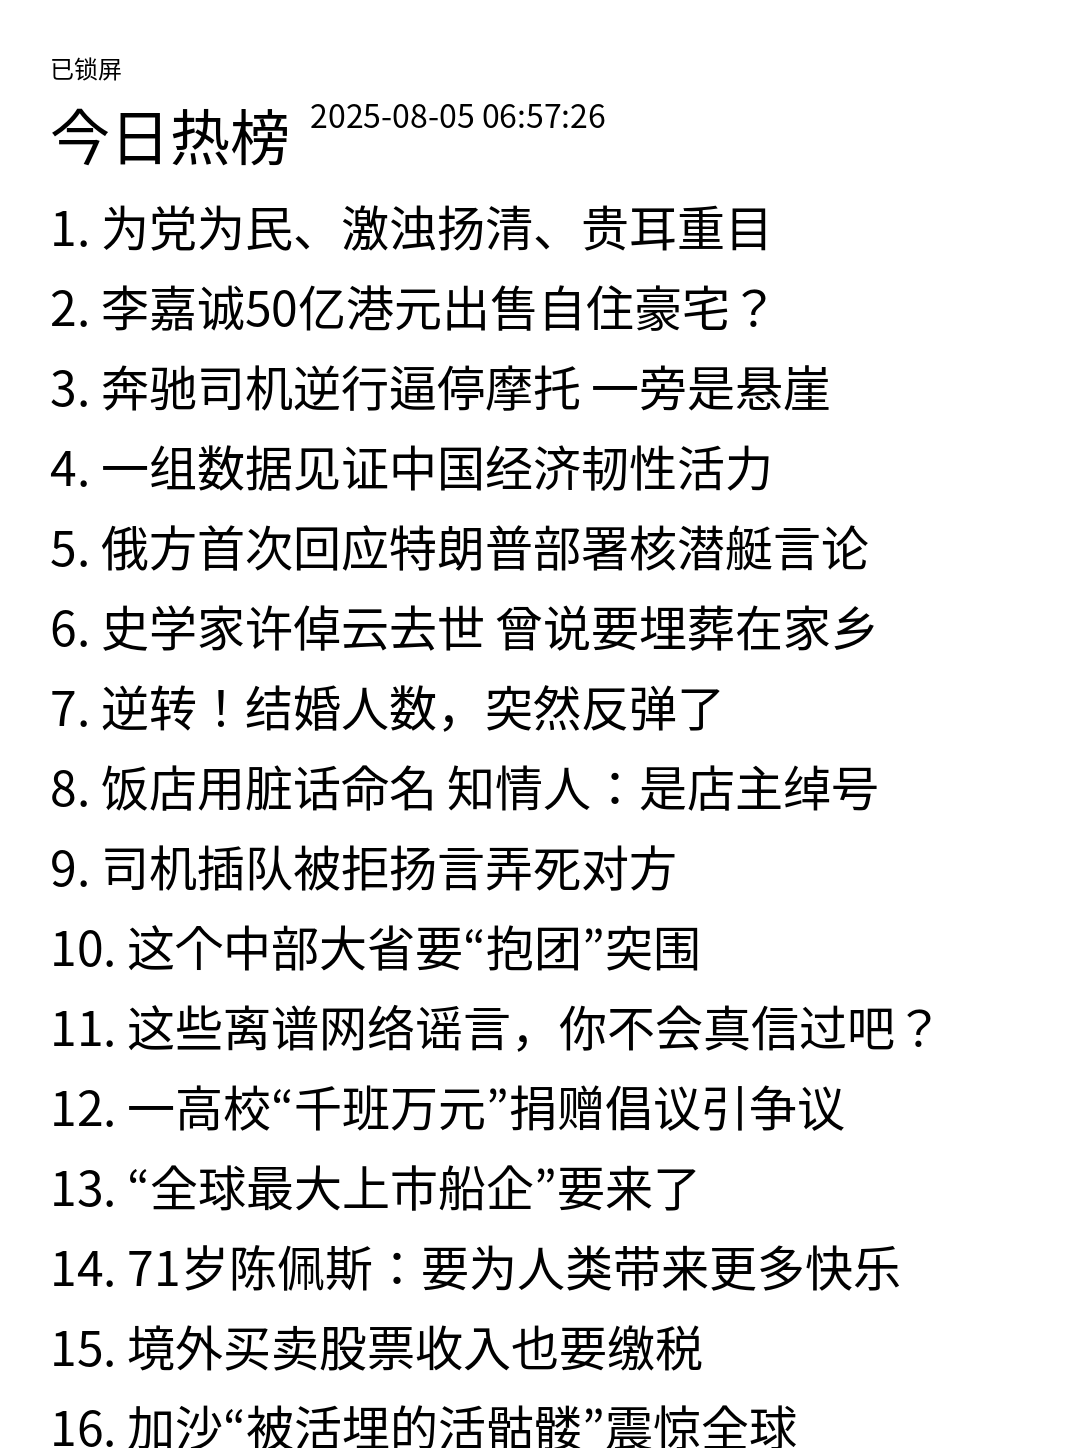 已锁屏
今日热榜 2025-08-05 06:57:26
1. 为党为民、激浊扬清、贵耳重目
2. 李嘉诚50亿港元出售自住豪宅？
3. 奔驰司机逆行逼停摩托 一旁是悬崖
4. 一组数据见证中国经济韧性活力
5. 俄方首次回应特朗普部署核潜艇言论
6. 史学家许倬云去世 曾说要埋葬在家乡
7. 逆转！结婚人数，突然反弹了
8. 饭店用脏话命名 知情人：是店主绰号
9. 司机插队被拒扬言弄死对方
10. 这个中部大省要“抱团”突围
11. 这些离谱网络谣言，你不会真信过吧？
12. 一高校“千班万元”捐赠倡议引争议
13. “全球最大上市船企”要来了
14. 71岁陈佩斯：要为人类带来更多快乐
15. 境外买卖股票收入也要缴税
16. 加沙“被活埋的活骷髅”震惊全球